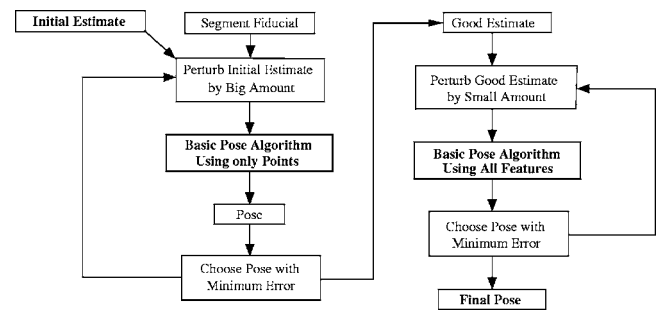 Initial Estimate
Segment Fiducial
Perturb Initial Estimate
by Big Amount
Basic Pose Algorithm
Using only Points
Pose
Choose Pose with
Minimum Error
Good Estimate
Perturb Good Estimate
by Small Amount
Basic Pose Algorithm
Using All Features
Choose Pose with
Minimum Error
Final Pose